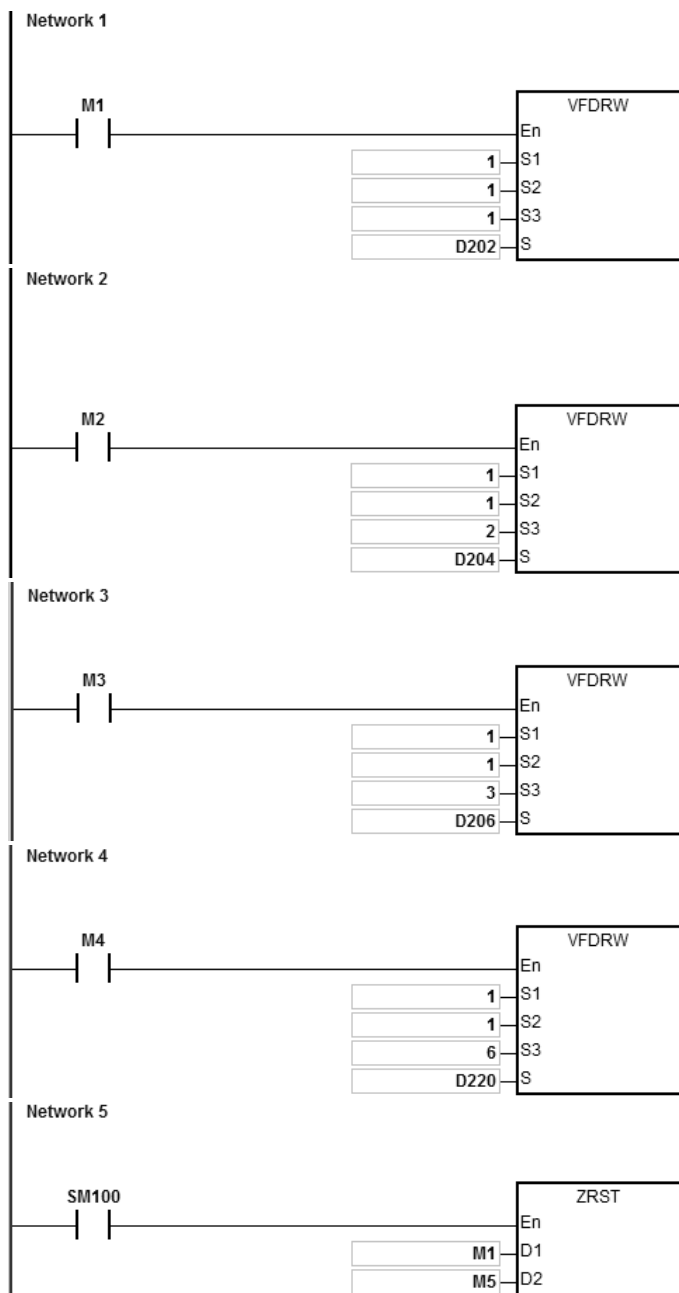 Network 1
M1
VFDRW
En
1 S1
1 S2
1 S3
D202 S
Network 2
M2
VFDRW
En
1 S1
1 S2
2 S3
D204 S
Network 3
M3
VFDRW
En
1 S1
1 S2
3 S3
D206 S
Network 4
M4
VFDRW
En
1 S1
1 S2
6 S3
D220 S
Network 5
SM100
ZRST
En
M1 D1
M5 D2